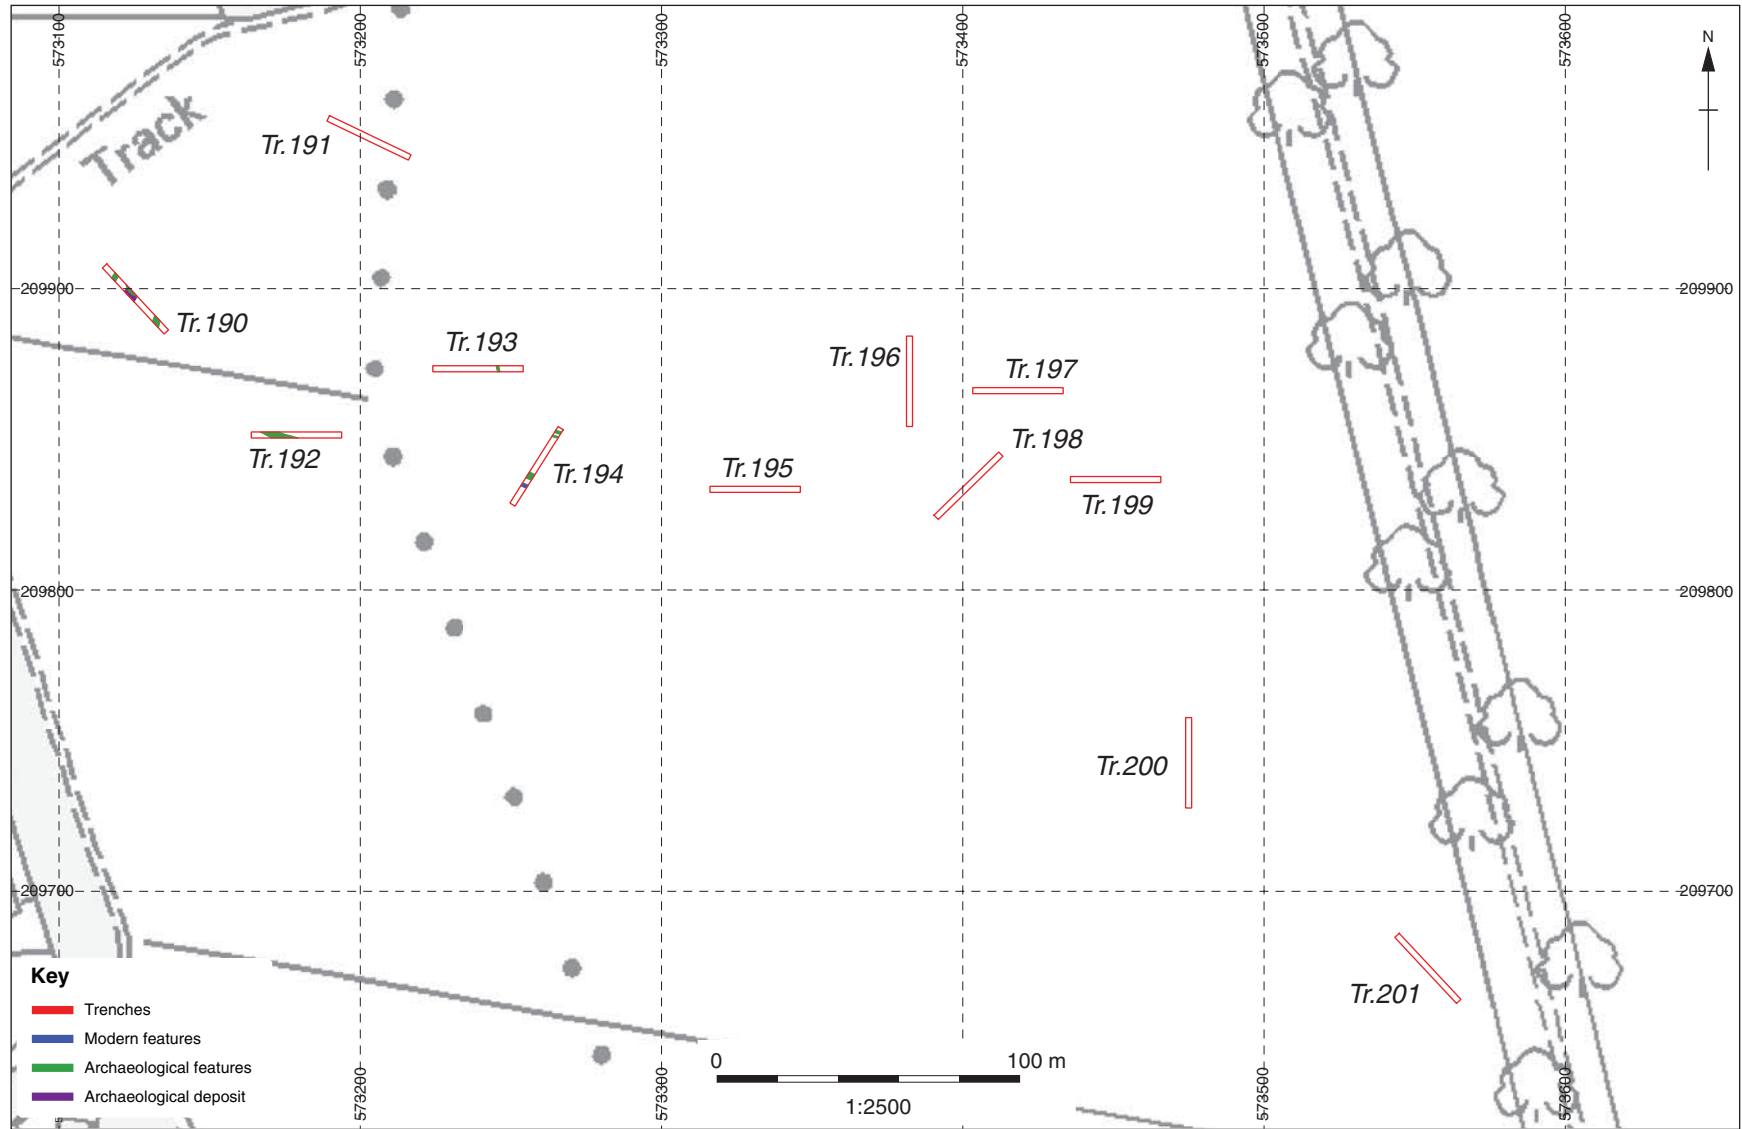 573100
573200
573300
573400
573500
573600
N
Track
Tr.191
209900
209900
Tr.190
Tr.193
Tr.196
Tr.197
Tr.192
Tr.194
Tr.195
Tr.198
Tr.199
209800
209800
Tr.200
209700
209700
Tr.201
Key
Trenches
Modern features
Archaeological features
Archaeological deposit
0 100 m
1:2500
573200
573300
573500
573600